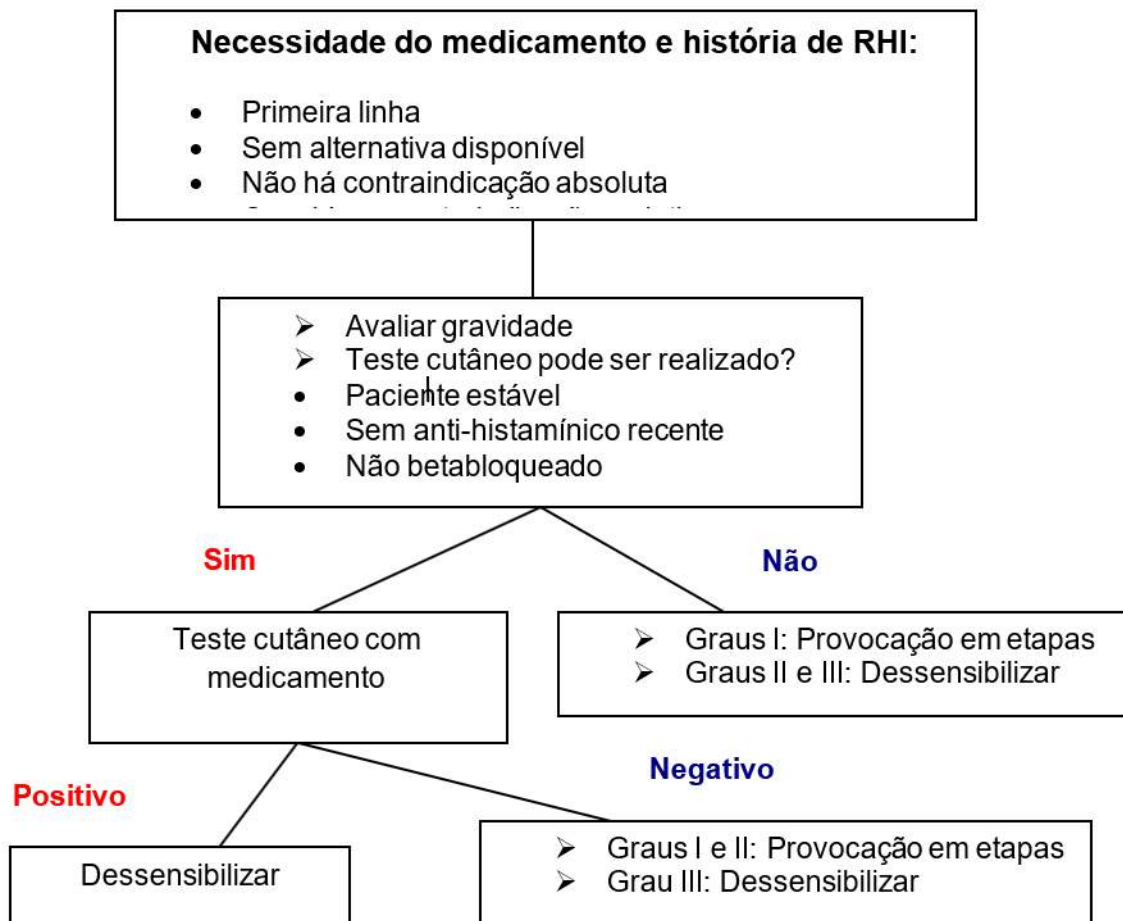 Necessidade do medicamento e história de RHI:
• Primeira linha
• Sem alternativa disponível
• Não há contraindicação absoluta
➢ Avaliar gravidade
➢ Teste cutâneo pode ser realizado?
• Paciente estável
• Sem anti-histamínico recente
• Não betabloqueado
Sim
Não
Teste cutâneo com
medicamento
➢ Graus I: Provocação em etapas
➢ Graus II e III: Dessensibilizar
Negativo
Positivo
Dessensibilizar
➢ Graus I e II: Provocação em etapas
➢ Grau III: Dessensibilizar